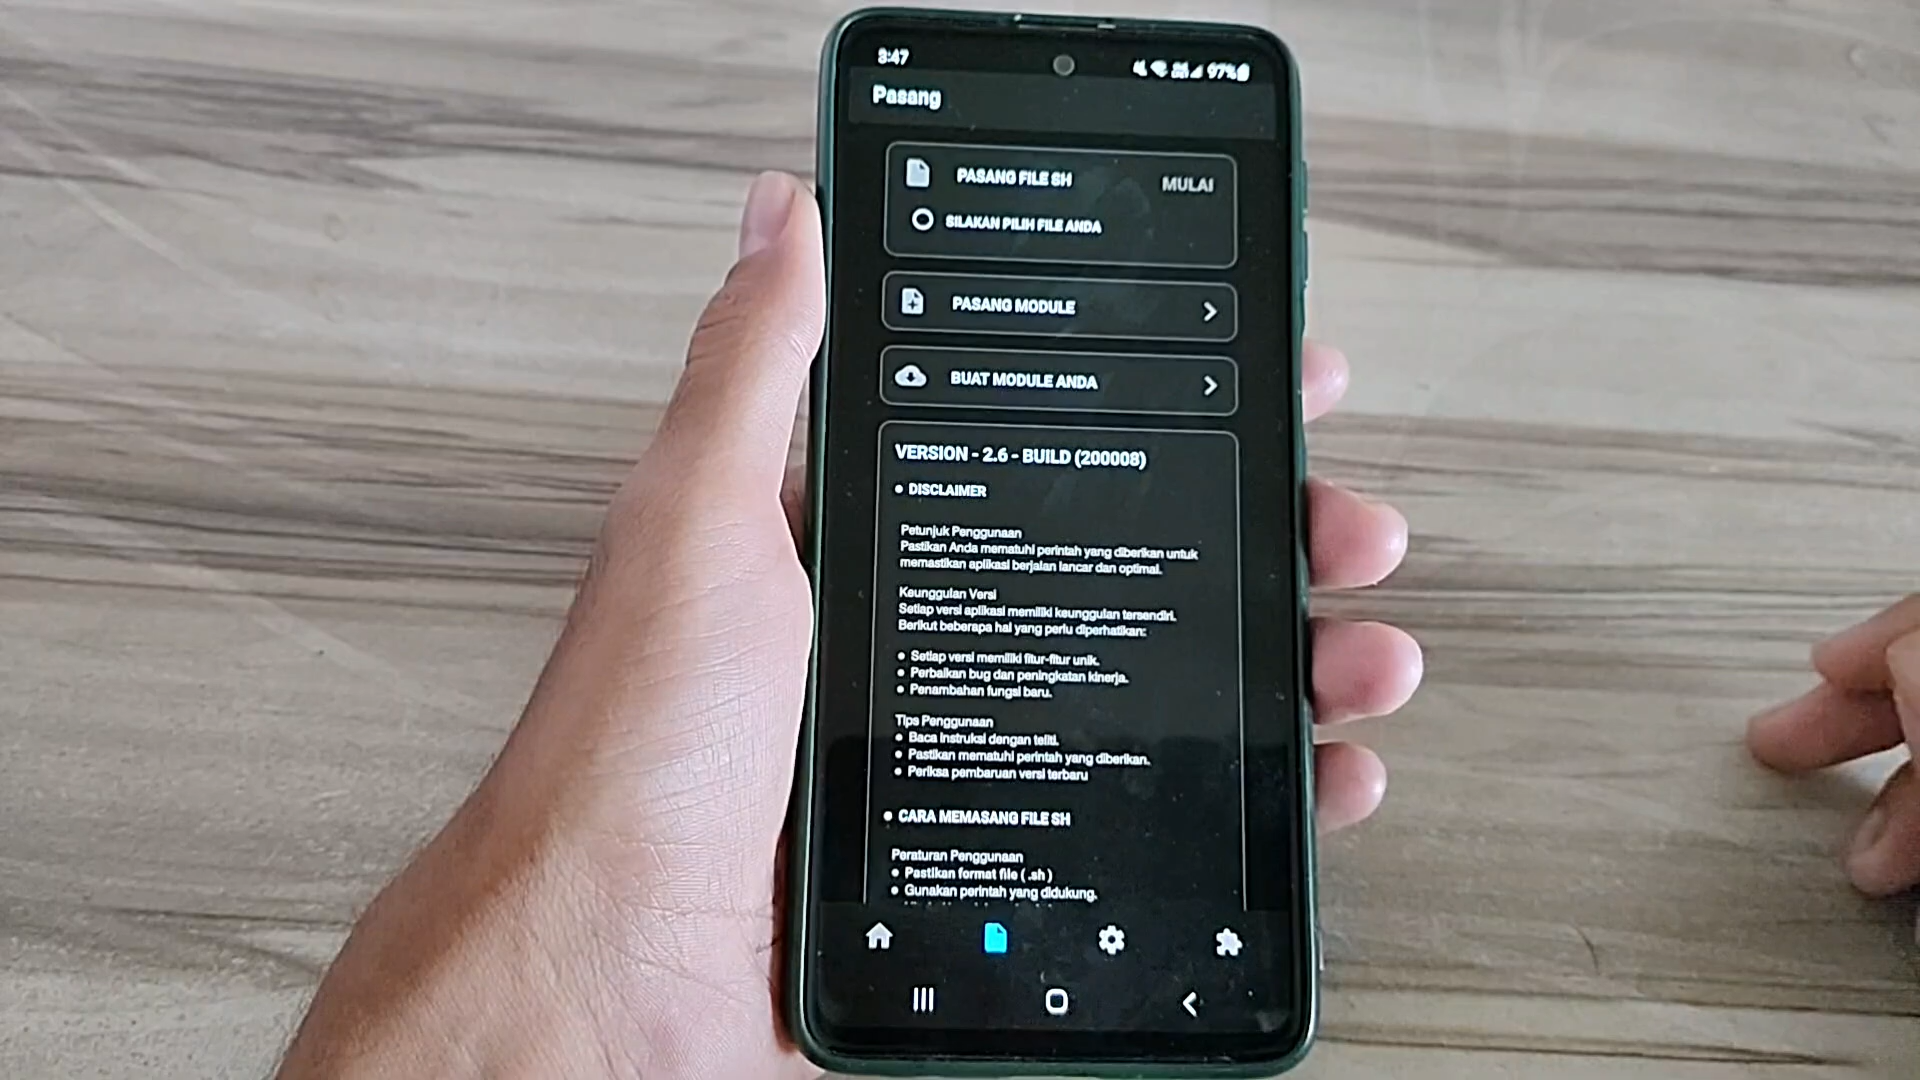 3:47
97%
Pasang
PASANG FILE SH
MULAI
SILAKAN PILIH FILE ANDA
PASANG MODULE
BUAT MODULE ANDA
VERSION - 2.6 - BUILD (200008)
• DISCLAIMER
Petunjuk Penggunaan
Pastikan Anda mematuhi perintah yang diberikan untuk
memastikan aplikasi berjalan lancar dan optimal.
Keunggulan Versi
Setiap versi aplikasi memiliki keunggulan tersendiri.
Berikut beberapa hal yang perlu diperhatikan:
• Setiap versi memiliki fitur-fitur unik.
• Perbaikan bug dan peningkatan kinerja.
• Penambahan fungsi baru.
Tips Penggunaan
• Baca instruksi dengan teliti.
• Pastikan mematuhi perintah yang diberikan.
• Periksa pembaruan versi terbaru
• CARA MEMASANG FILE SH
Peraturan Penggunaan
• Pastikan format file ( .sh )
• Gunakan perintah yang didukung.